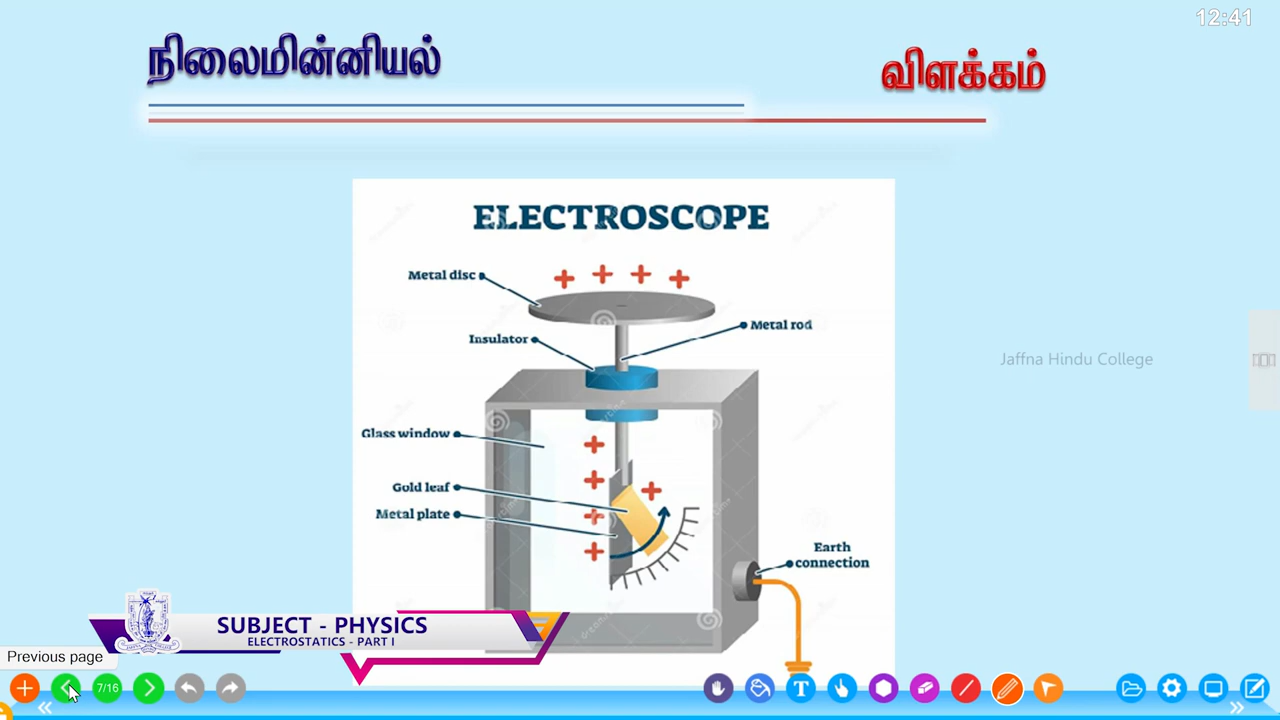 12:41
நிலைமின்னியல்
விளக்கம்
ELECTROSCOPE
Metal disc
Metal rod
Insulator
Jaffna Hindu College
Glass window
Gold leaf
Metal plate
Earth
connection
SUBJECT - PHYSICS
ELECTROSTATICS - PART I
Previous page
7/16